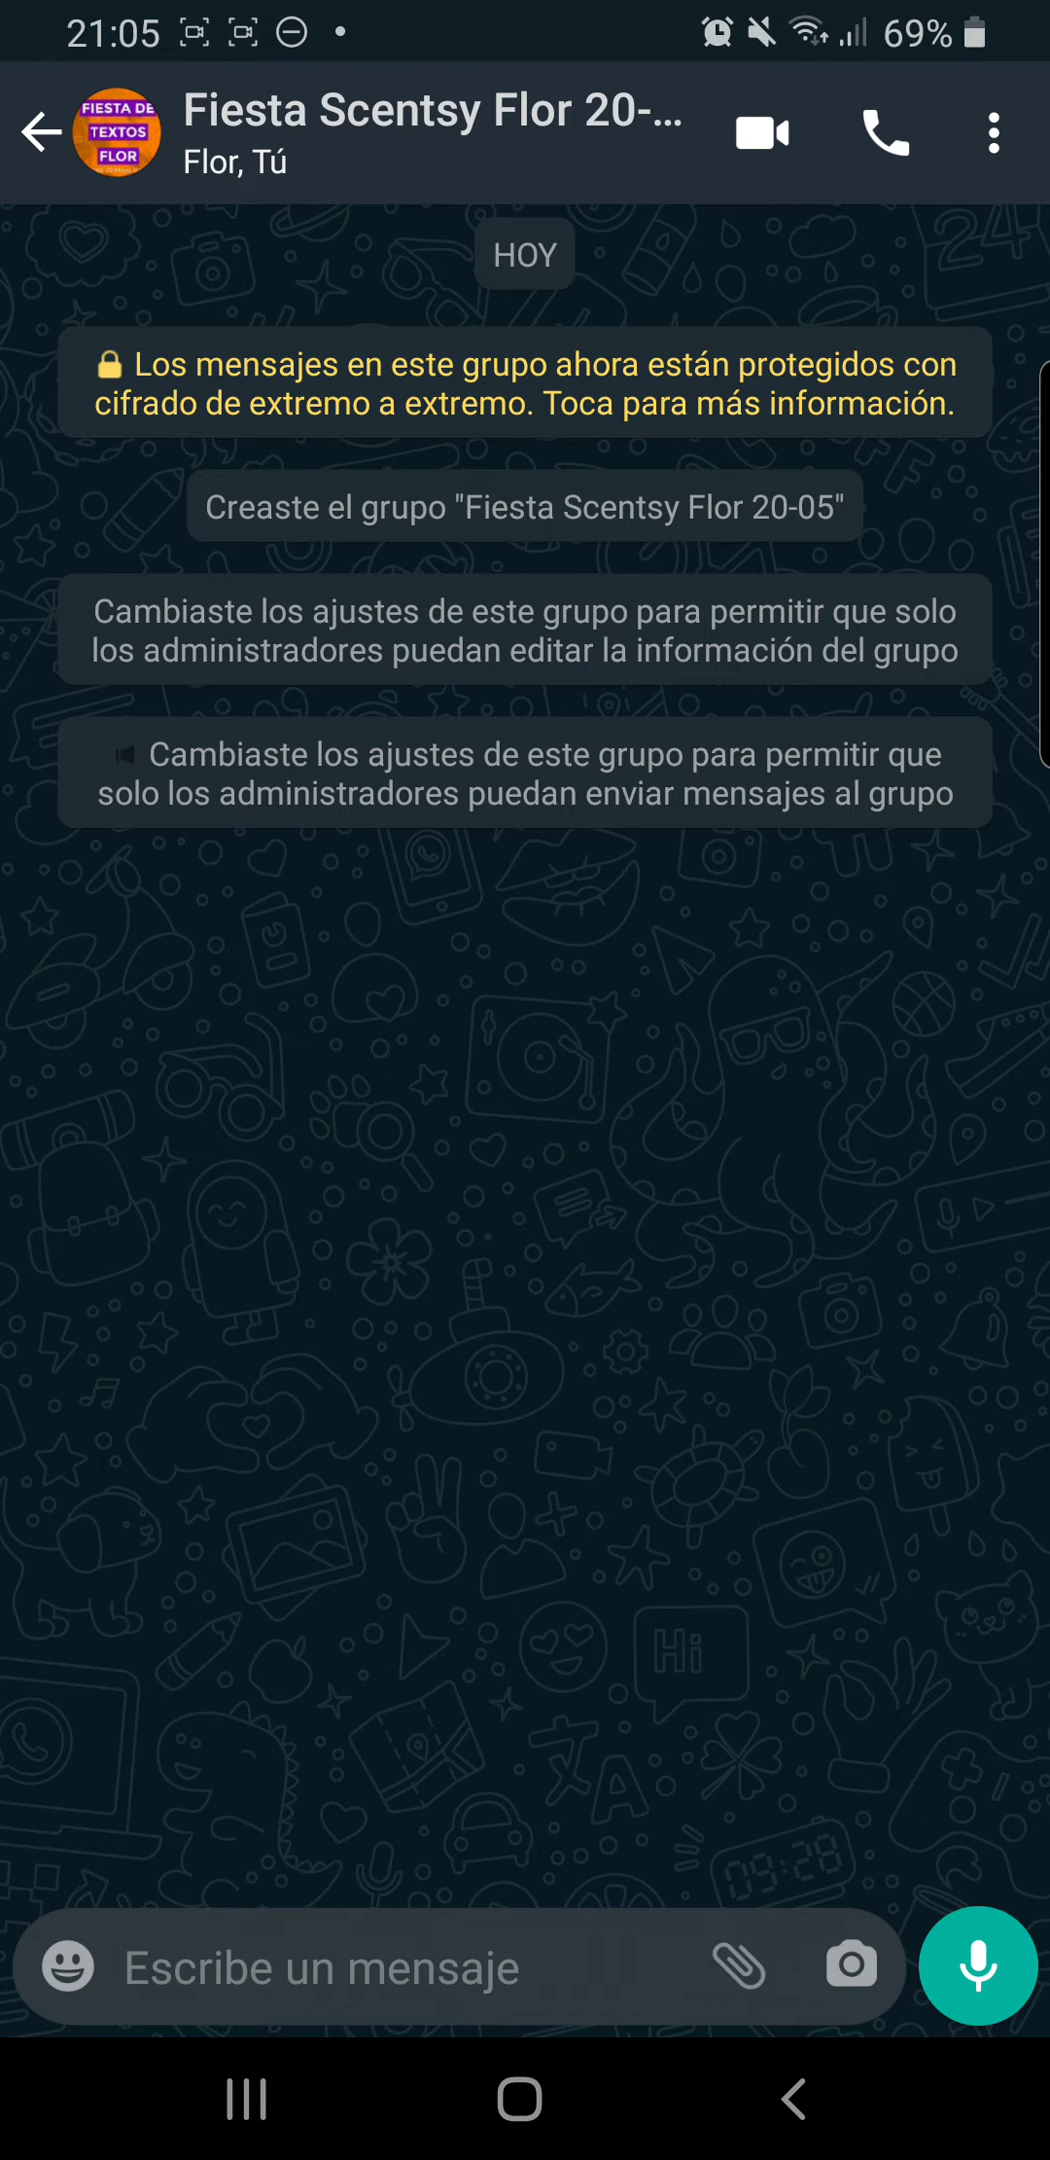 21:05
69%
FIESTA DE
TEXTOS
FLOR
Fiesta Scentsy Flor 20-...
Flor, Tú
HOY
Los mensajes en este grupo ahora están protegidos con
cifrado de extremo a extremo. Toca para más información.
Creaste el grupo "Fiesta Scentsy Flor 20-05"
Cambiaste los ajustes de este grupo para permitir que solo
los administradores puedan editar la información del grupo
Cambiaste los ajustes de este grupo para permitir que
solo los administradores puedan enviar mensajes al grupo
Hi
09:28
Escribe un mensaje